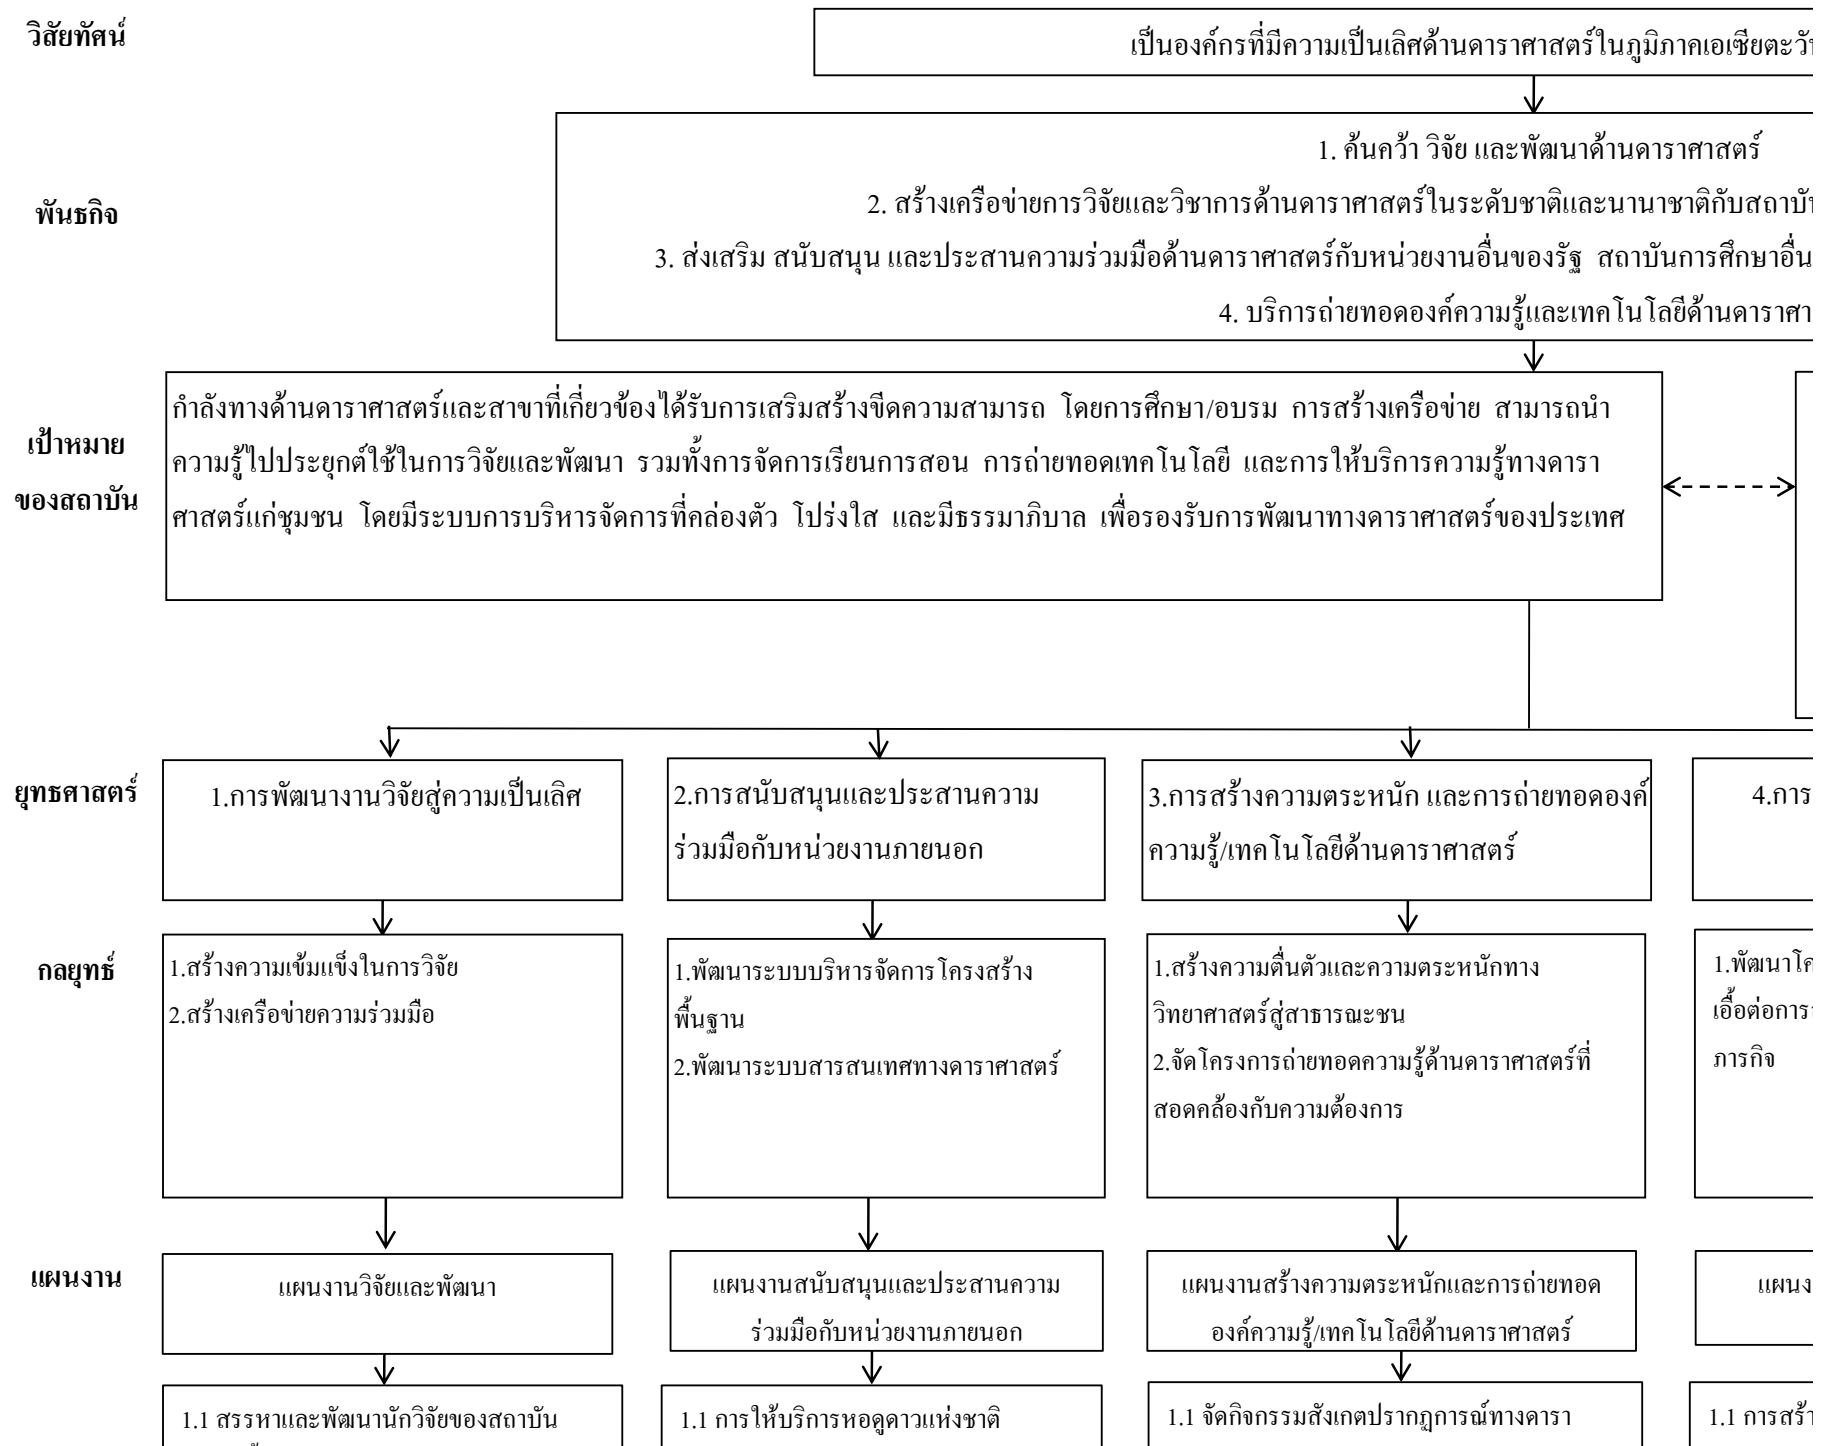 วิสัยทัศน์
เป็นองค์กรที่มีความเป็นเลิศด้านดาราศาสตร์ในภูมิภาคเอเชียตะวั
พันธกิจ
1. ค้นคว้า วิจัย และพัฒนาด้านดาราศาสตร์
2. สร้างเครือข่ายการวิจัยและวิชาการด้านดาราศาสตร์ในระดับชาติและนานาชาติกับสถาบั
3. ส่งเสริม สนับสนุน และประสานความร่วมมือด้านดาราศาสตร์กับหน่วยงานอื่นของรัฐ สถาบันการศึกษาอื่น
4. บริการถ่ายทอดองค์ความรู้และเทคโนโลยีด้านดาราศา
เป้าหมาย
ของสถาบัน
กำลังทางด้านดาราศาสตร์และสาขาที่เกี่ยวข้องได้รับการเสริมสร้างขีดความสามารถ โดยการศึกษา/อบรม การสร้างเครือข่าย สามารถนำ
ความรู้ไปประยุกต์ใช้ในการวิจัยและพัฒนา รวมทั้งการจัดการเรียนการสอน การถ่ายทอดเทคโนโลยี และการให้บริการความรู้ทางดารา
ศาสตร์แก่ชุมชน โดยมีระบบการบริหารจัดการที่คล่องตัว โปร่งใส และมีธรรมาภิบาล เพื่อรองรับการพัฒนาทางดาราศาสตร์ของประเทศ
ยุทธศาสตร์
1.การพัฒนางานวิจัยสู่ความเป็นเลิศ
2.การสนับสนุนและประสานความ
ร่วมมือกับหน่วยงานภายนอก
3.การสร้างความตระหนัก และการถ่ายทอดองค์
ความรู้/เทคโนโลยีด้านดาราศาสตร์
4.การ
กลยุทธ์
1.สร้างความเข้มแข็งในการวิจัย
2.สร้างเครือข่ายความร่วมมือ
1.พัฒนาระบบบริหารจัดการโครงสร้าง
พื้นฐาน
2.พัฒนาระบบสารสนเทศทางดาราศาสตร์
1.สร้างความตื่นตัวและความตระหนักทาง
วิทยาศาสตร์สู่สาธารณะชน
2.จัดโครงการถ่ายทอดความรู้ด้านดาราศาสตร์ที่
สอดคล้องกับความต้องการ
1.พัฒนาโค
เอื้อต่อการ
ภารกิจ
แผนงาน
แผนงานวิจัยและพัฒนา
แผนงานสนับสนุนและประสานความ
ร่วมมือกับหน่วยงานภายนอก
แผนงานสร้างความตระหนักและการถ่ายทอด
องค์ความรู้/เทคโนโลยีด้านดาราศาสตร์
แผนง
1.1 สรรหาและพัฒนานักวิจัยของสถาบัน
1.1 การให้บริการหอดูดาวแห่งชาติ
1.1 จัดกิจกรรมสังเกตปรากฏการณ์ทางดารา
1.1 การสร้า